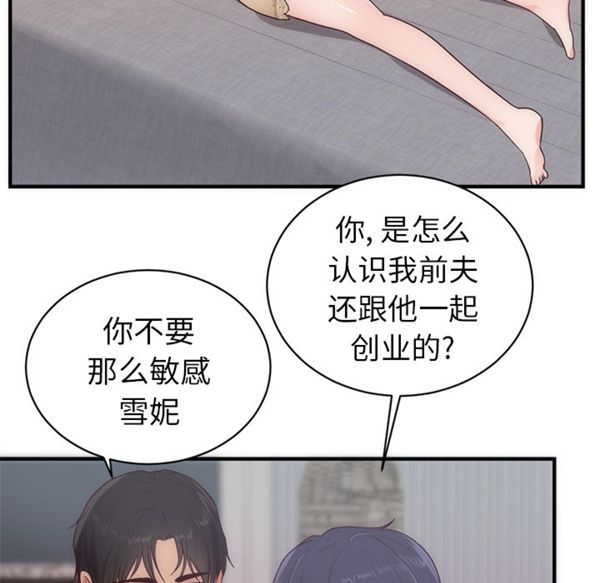 你, 是怎么
认识我前夫
还跟他一起
创业的?
你不要
那么敏感
雪妮